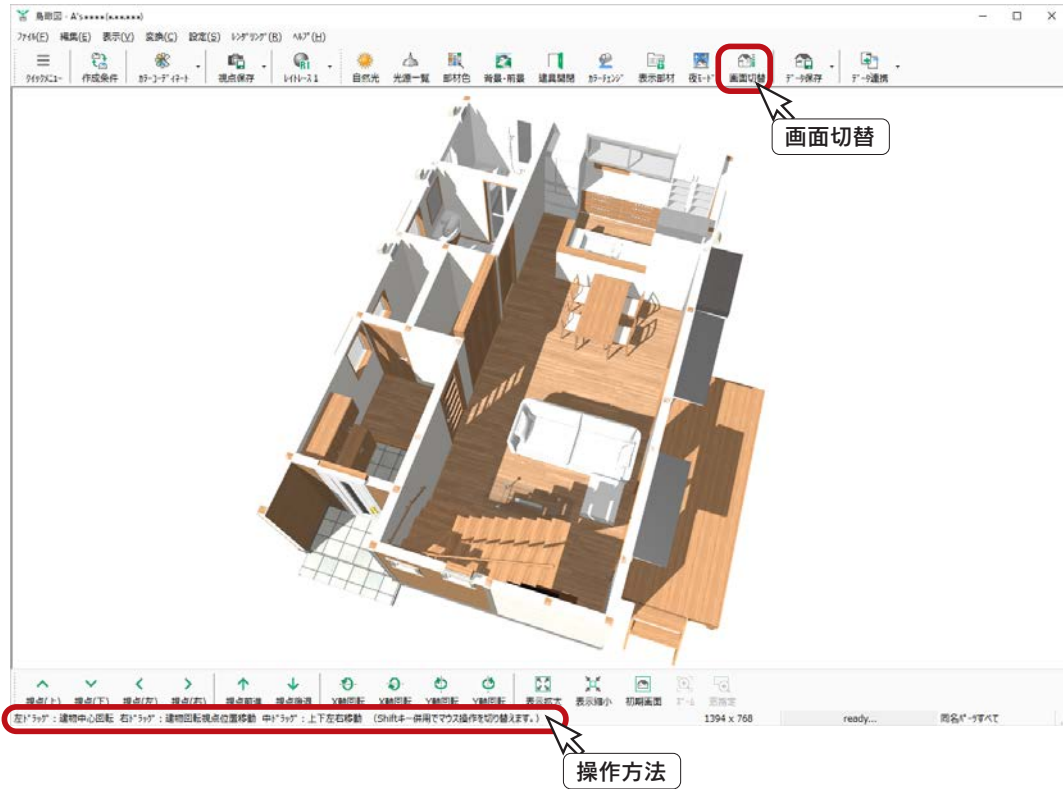 鳥瞰図 - A's∗∗∗∗(∗.∗∗.∗∗∗)
ﾌｧｲﾙ(F) 編集(E) 表示(V) 変換(C) 設定(S) ﾚﾝﾀﾞﾘﾝｸﾞ(R) ﾍﾙﾌﾟ(H)
ｸｲｯｸﾒﾆｭｰ 作成条件 ｶﾗｰｺｰﾃﾞｨﾈｰﾄ 視点保存 ﾚｲﾄﾚｰｽ1 自然光 光源一覧 部材色 背景・前景 建具開閉 ｶﾗｰﾁｪﾝｼﾞ 表示部材 夜ﾓｰﾄﾞ 画面切替 ﾃﾞｰﾀ保存 ﾃﾞｰﾀ連携
画面切替
視点(上) 視点(下) 視点(左) 視点(右) 視点前進 視点後退 X軸回転 X軸回転 Y軸回転 Y軸回転 表示拡大 表示縮小 初期画面 ｽﾞｰﾑ 窓指定
左ﾄﾞﾗｯｸﾞ：建物中心回転 右ﾄﾞﾗｯｸﾞ：建物回転視点位置移動 中ﾄﾞﾗｯｸﾞ：上下左右移動 (Shiftキー併用でマウス操作を切り替えます。) 1394 x 768 ready... 同名ﾊﾟｰﾂすべて
操作方法